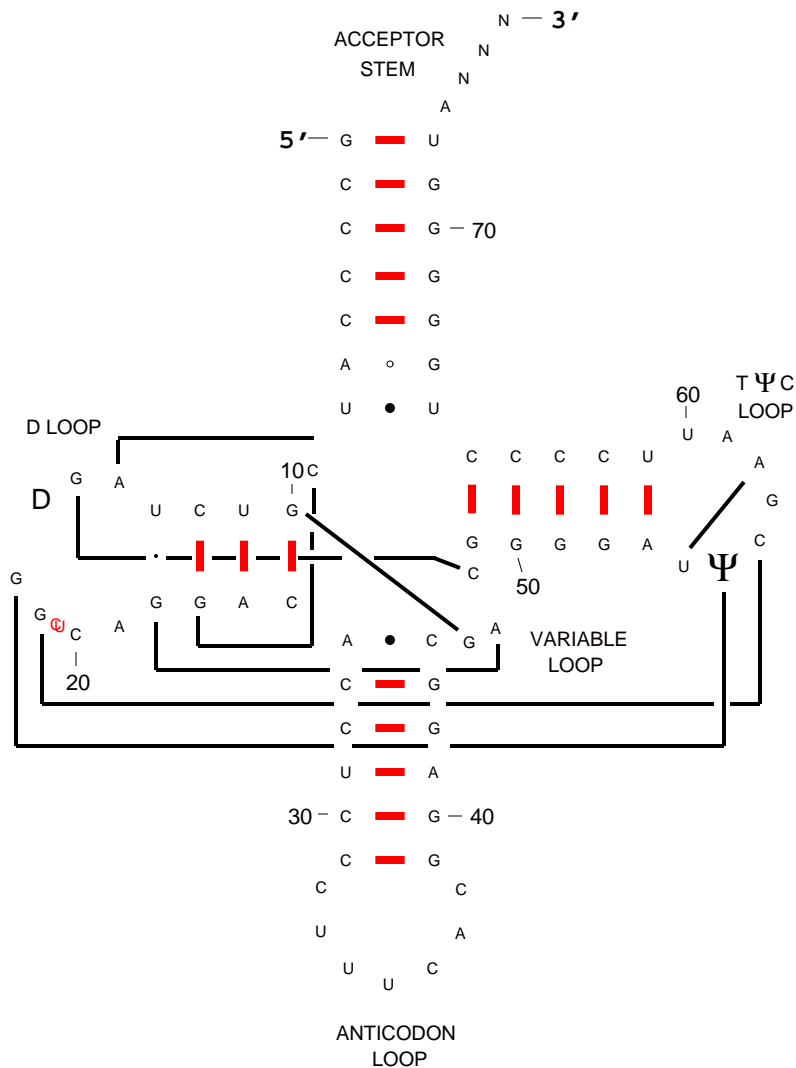 N — 3'
ACCEPTOR
STEM
N
N
A
5' — G U
C G
C G — 70
C G
C G
A G
U U
D LOOP
60
T Ψ C
LOOP
U A
C C C C U
A
G
C
G A
D
U C U G
10
C
G G G G A
U Ψ
C
50
G
G
C
U
C A
G G A C
20
A C
G A
VARIABLE
LOOP
C G
C G
U A
30 — C G — 40
C G
C C
U A
U U C
ANTICODON
LOOP